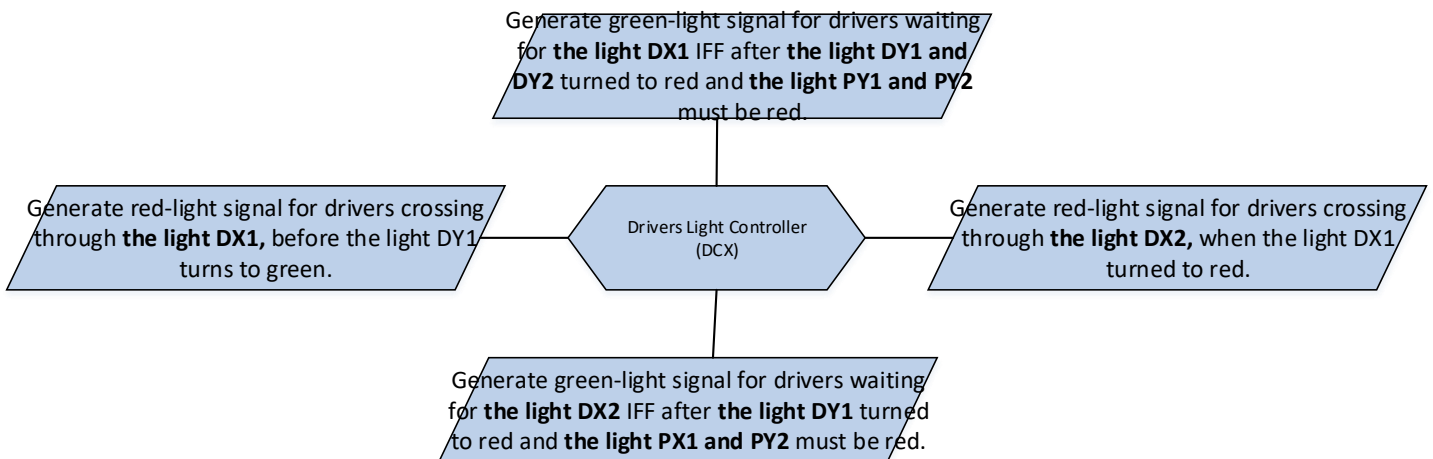 Generate green-light signal for drivers waiting
for the light DX1 IFF after the light DY1 and
DY2 turned to red and the light PY1 and PY2
must be red.
Generate red-light signal for drivers crossing
through the light DX1, before the light DY1
turns to green.
Drivers Light Controller
(DCX)
Generate red-light signal for drivers crossing
through the light DX2, when the light DX1
turned to red.
Generate green-light signal for drivers waiting
for the light DX2 IFF after the light DY1 turned
to red and the light PX1 and PY2 must be red.